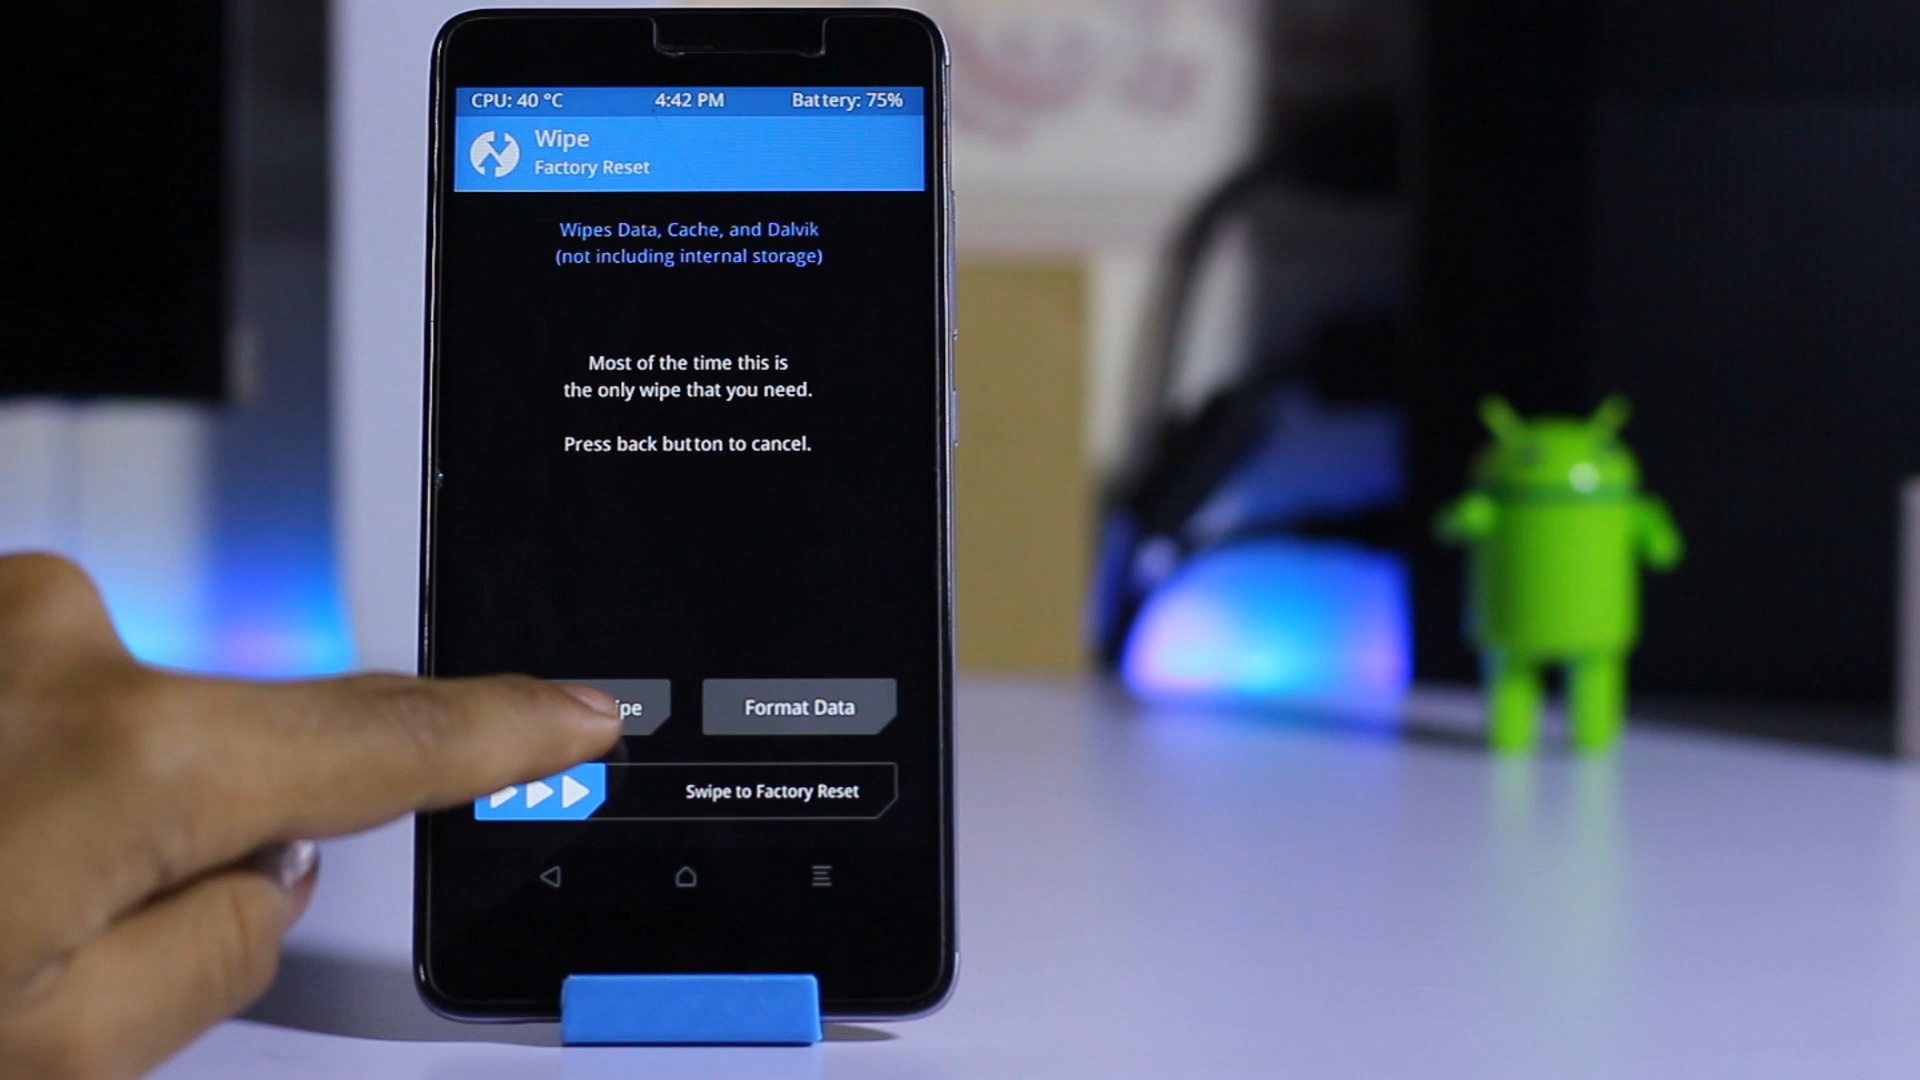 CPU: 40 °C 4:42 PM Battery: 75%
Wipe
Factory Reset
Wipes Data, Cache, and Dalvik
(not including internal storage)
Most of the time this is
the only wipe that you need.
Press back button to cancel.
Format Data
Swipe to Factory Reset